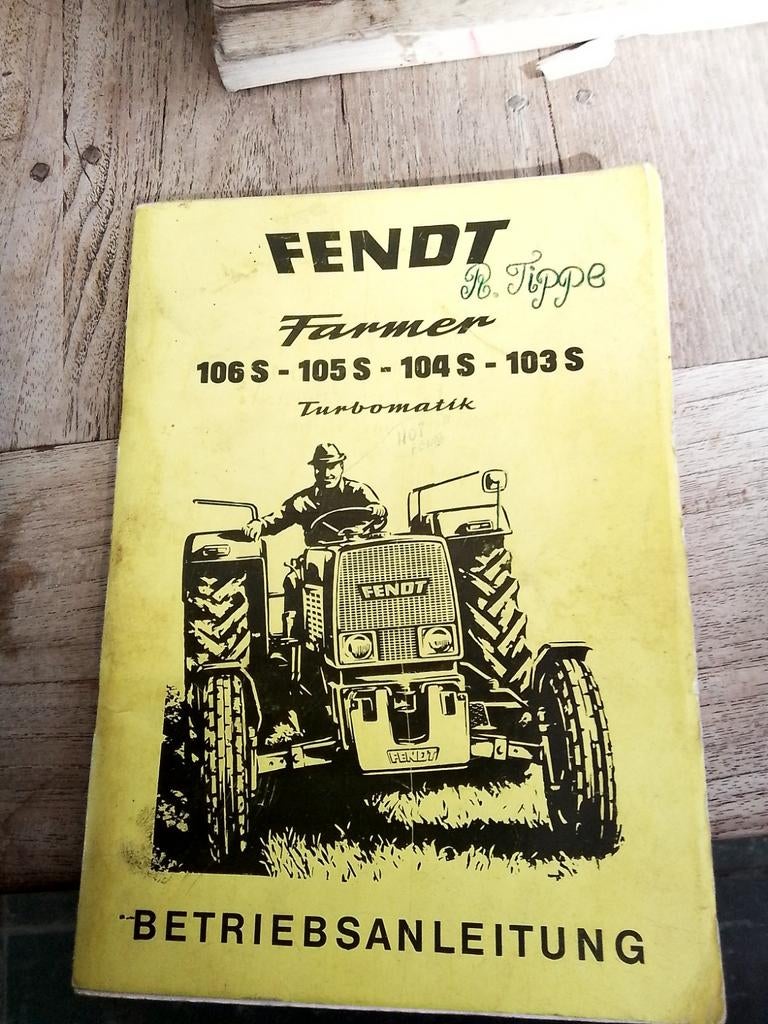 FENDT
R. Tippe
Farmer
106 S - 105 S - 104 S - 103 S
Turbomatik
FENDT
FENDT
BETRIEBSANLEITUNG